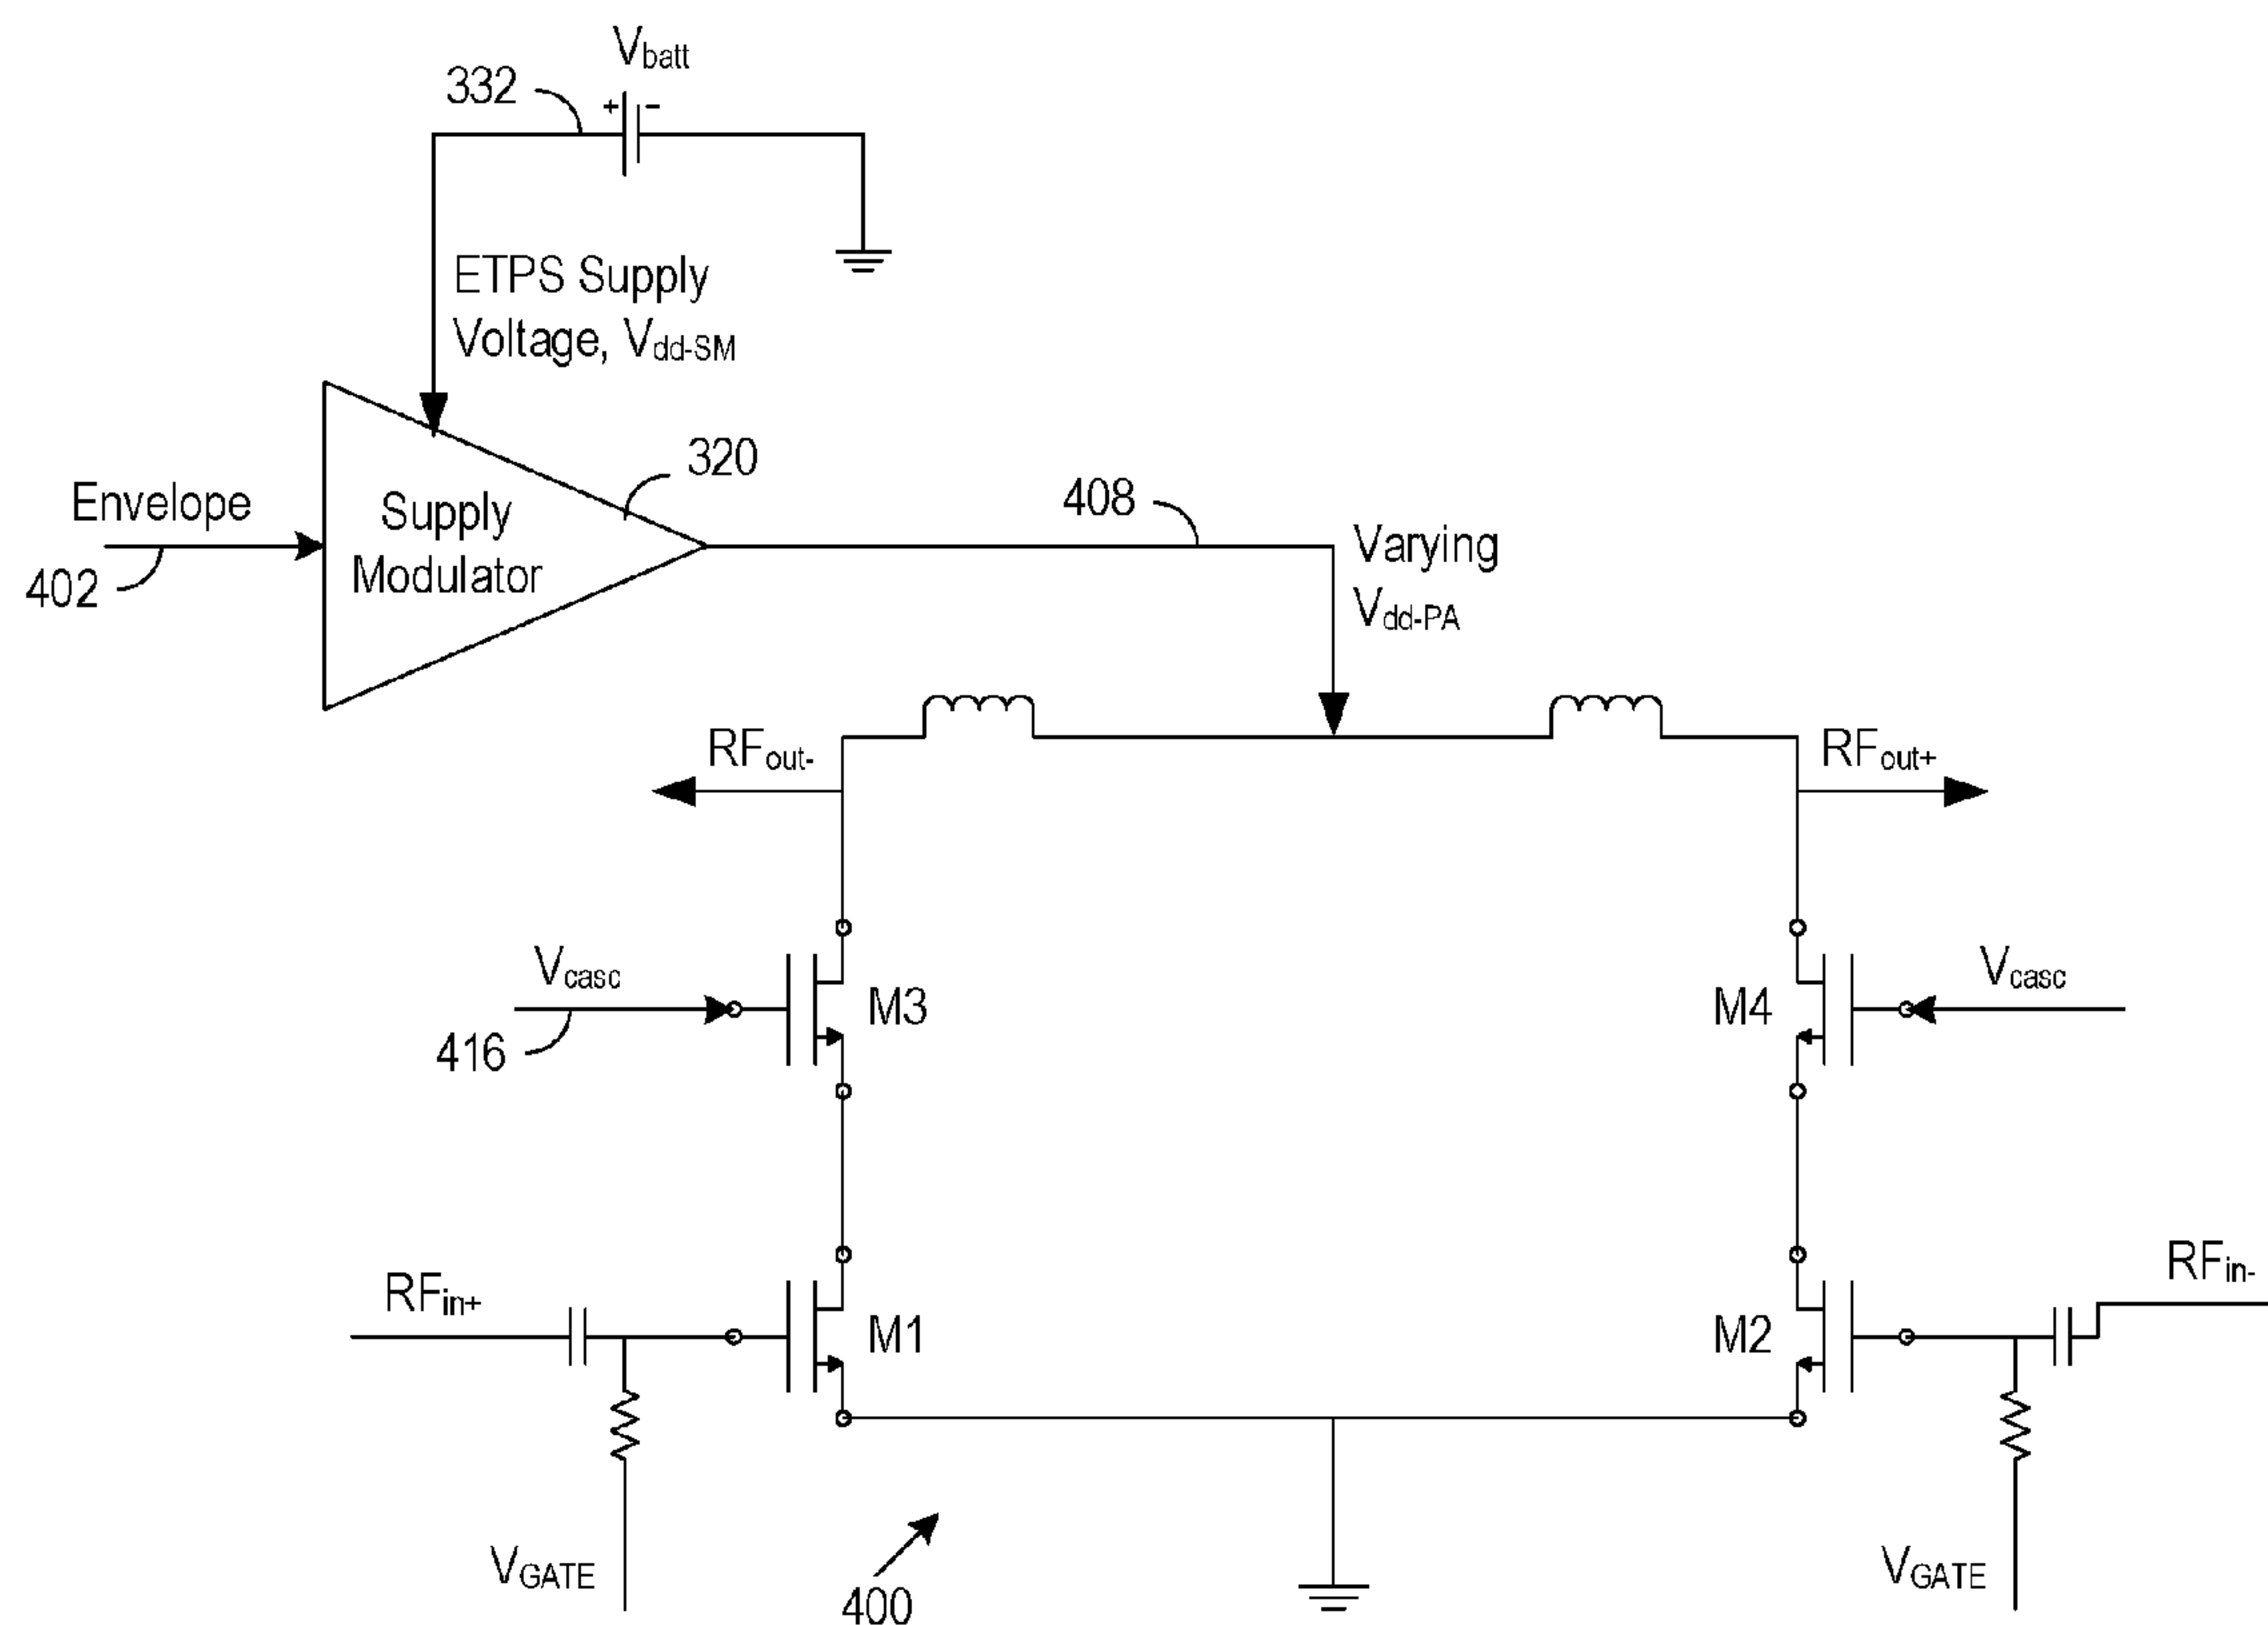 Vbatt
332
+ -
ETPS Supply
Voltage, Vdd-SM
320
Envelope
Supply
Modulator
402
408
Varying
Vdd-PA
RFout-
RFout+
Vcasc
M3
M4
Vcasc
416
RFin+
M1
M2
RFin-
VGATE
400
VGATE